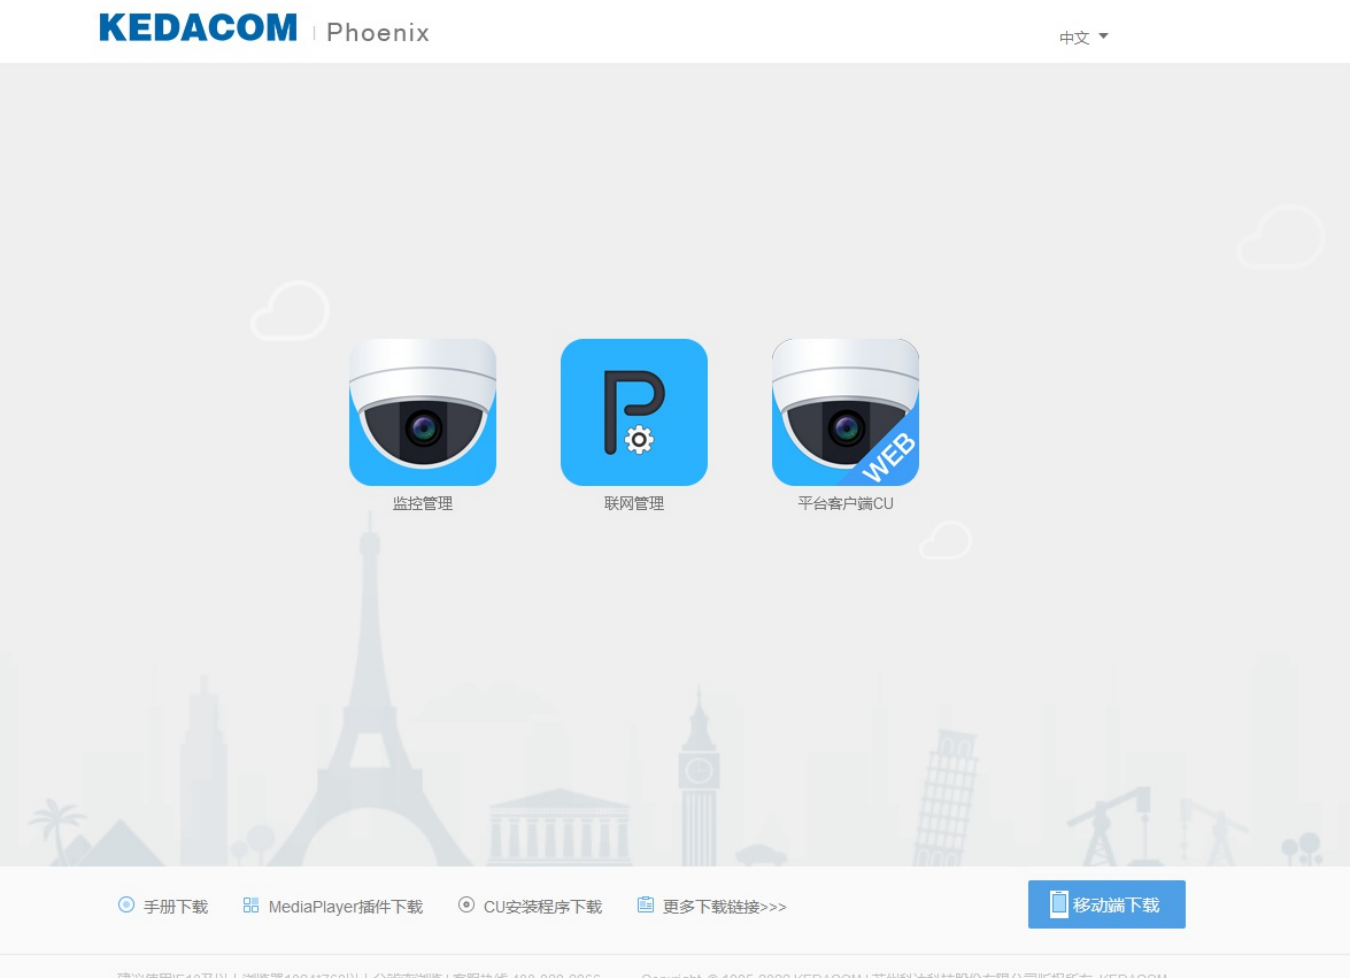 KEDACOM | Phoenix
中文
WEB
监控管理 联网管理 平台客户端CU
手册下载 MediaPlayer插件下载 CU安装程序下载 更多下载链接>>> 移动端下载